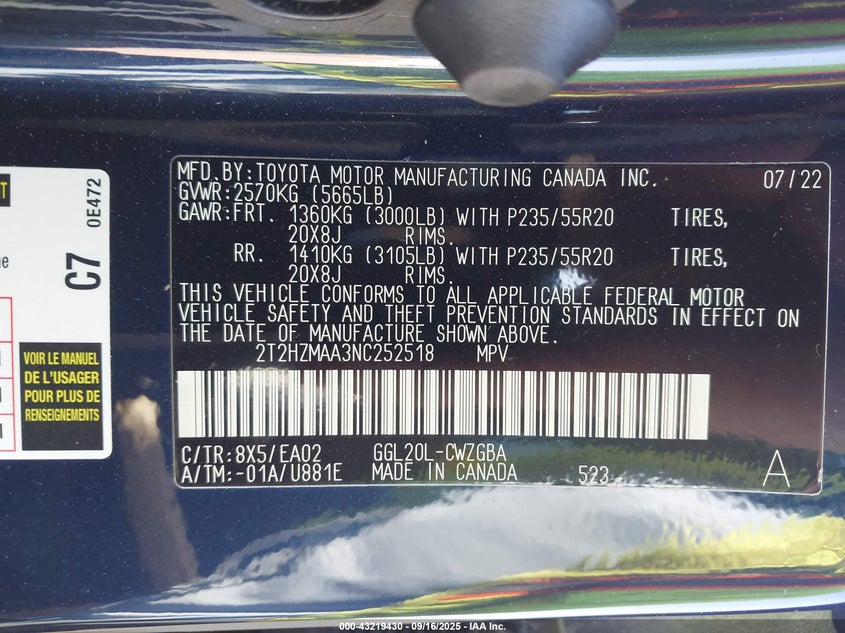 MFD.BY:TOYOTA MOTOR MANUFACTURING CANADA INC. 07/22
GVWR:2570KG (5665LB)
GAWR:FRT. 1360KG (3000LB) WITH P235/55R20 TIRES,
20X8J RIMS.
RR. 1410KG (3105LB) WITH P235/55R20 TIRES,
20X8J RIMS.
THIS VEHICLE CONFORMS TO ALL APPLICABLE FEDERAL MOTOR
VEHICLE SAFETY AND THEFT PREVENTION STANDARDS IN EFFECT ON
THE DATE OF MANUFACTURE SHOWN ABOVE.
2T2HZMAA3NC252518 MPV
C/TR:8X5/EA02 GGL20L-CWZGBA
A/TM:-01A/U881E MADE IN CANADA 523 A
C7
0E472
VOIR LE MANUEL
DE L'USAGER
POUR PLUS DE
RENSEIGNEMENTS
000-43219430 - 09/16/2025 - IAA Inc.